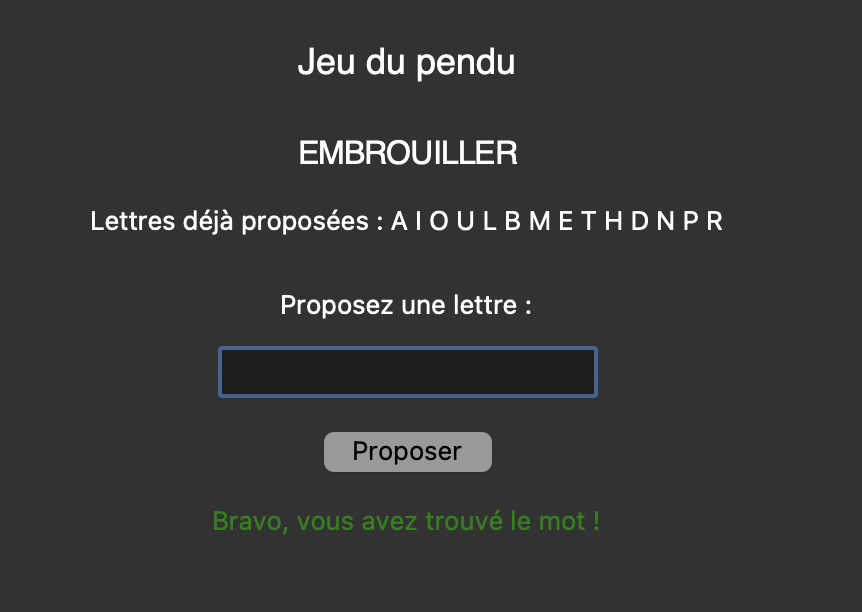 Jeu du pendu
EMBROUILLER
Lettres déjà proposées : A I O U L B M E T H D N P R
Proposez une lettre :
Proposer
Bravo, vous avez trouvé le mot !